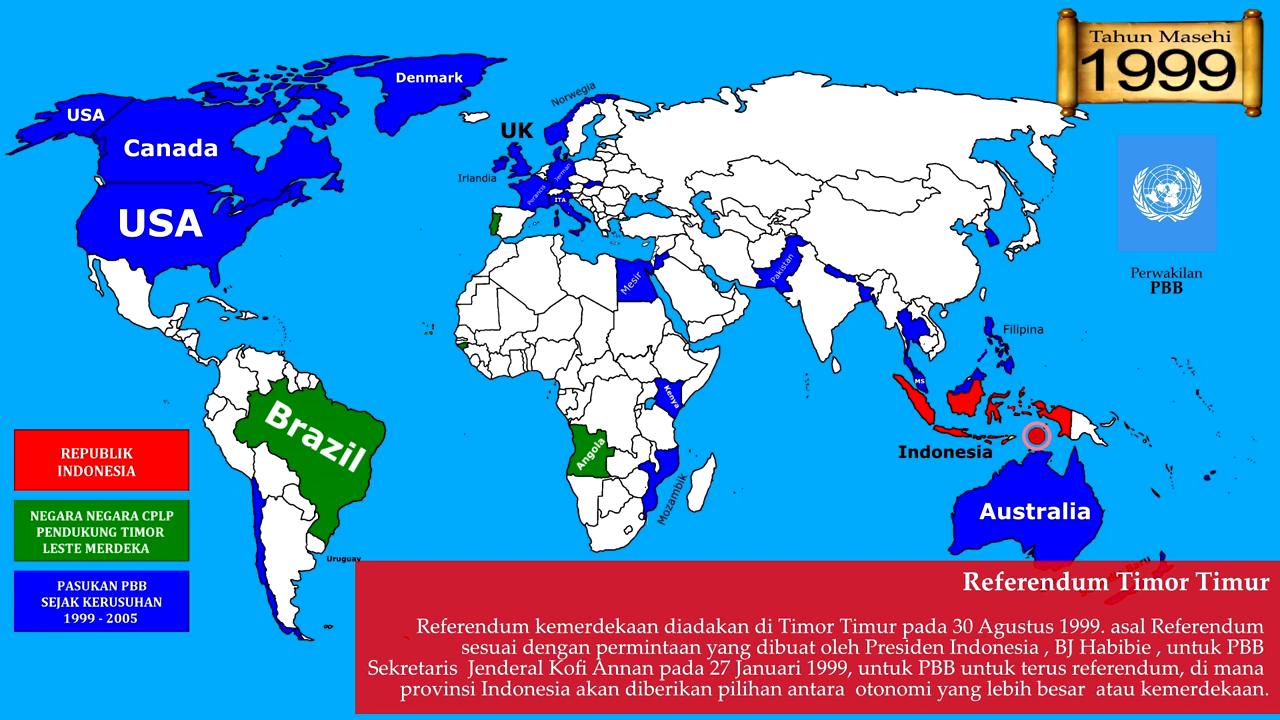 Tahun Masehi
1999
Denmark
USA
Canada
USA
Norwegia
UK
Irlandia
Perancis
Jerman
ITA
Mesir
Pakistan
Perwakilan
PBB
Filipina
MS
Kenya
Brazil
Angola
Mozambik
Indonesia
Australia
Uruguay
REPUBLIK
INDONESIA
NEGARA NEGARA CPLP
PENDUKUNG TIMOR
LESTE MERDEKA
PASUKAN PBB
SEJAK KERUSUHAN
1999 - 2005
Referendum Timor Timur
Referendum kemerdekaan diadakan di Timor Timur pada 30 Agustus 1999. asal Referendum
sesuai dengan permintaan yang dibuat oleh Presiden Indonesia , BJ Habibie , untuk PBB
Sekretaris Jenderal Kofi Annan pada 27 Januari 1999, untuk PBB untuk terus referendum, di mana
provinsi Indonesia akan diberikan pilihan antara otonomi yang lebih besar atau kemerdekaan.